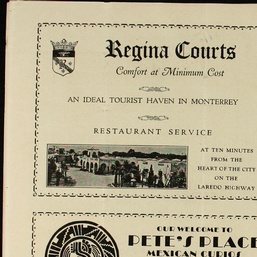 Regina Courts
Comfort at Minimum Cost
AN IDEAL TOURIST HAVEN IN MONTERREY
RESTAURANT SERVICE
AT TEN MINUTES
FROM THE
HEART OF THE CITY
ON THE
LAREDO HIGHWAY
OUR WELCOME TO
PETE'S PLACE
MEXICAN CURIOS